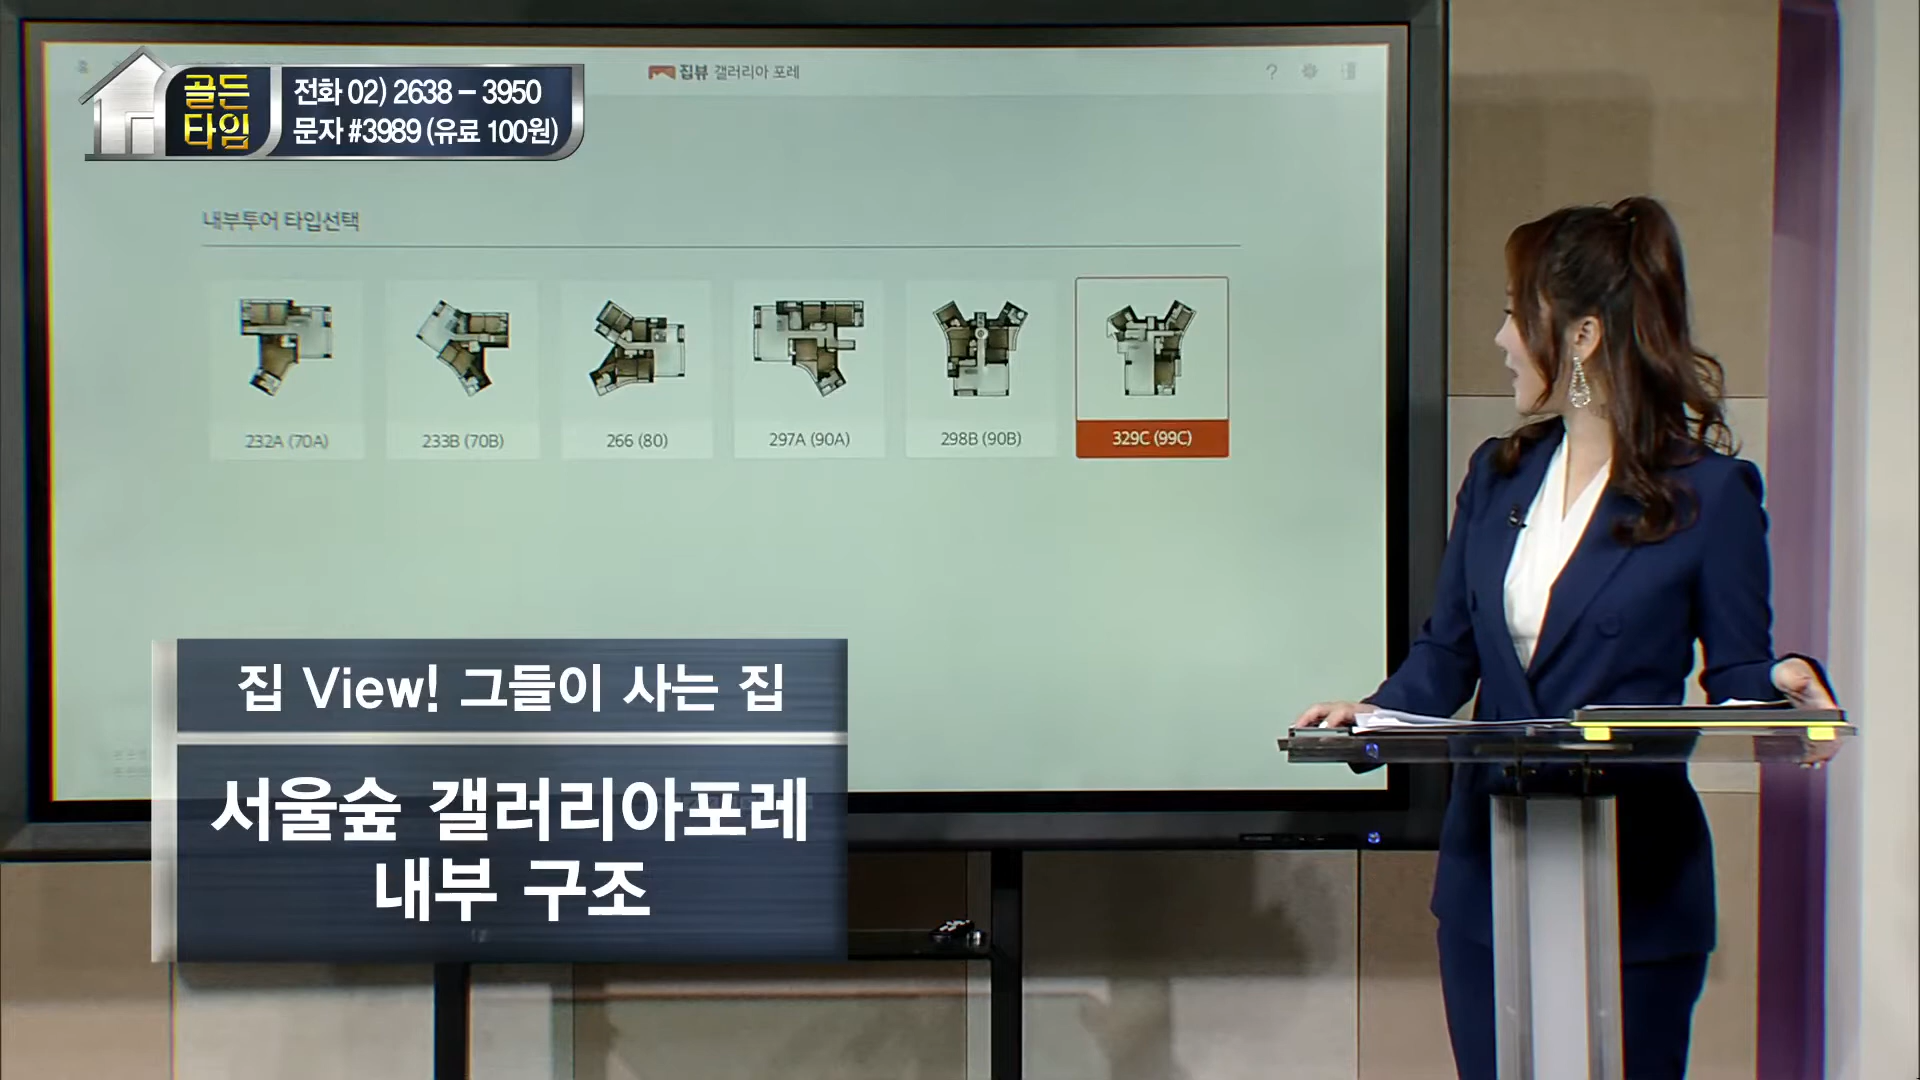 골든
타임
전화 02) 2638 – 3950
문자 #3989 (유료 100원)
집뷰 갤러리아 포레
?
내부투어 타입선택
232A (70A)
233B (70B)
266 (80)
297A (90A)
298B (90B)
329C (99C)
집 View! 그들이 사는 집
서울숲 갤러리아포레
내부 구조